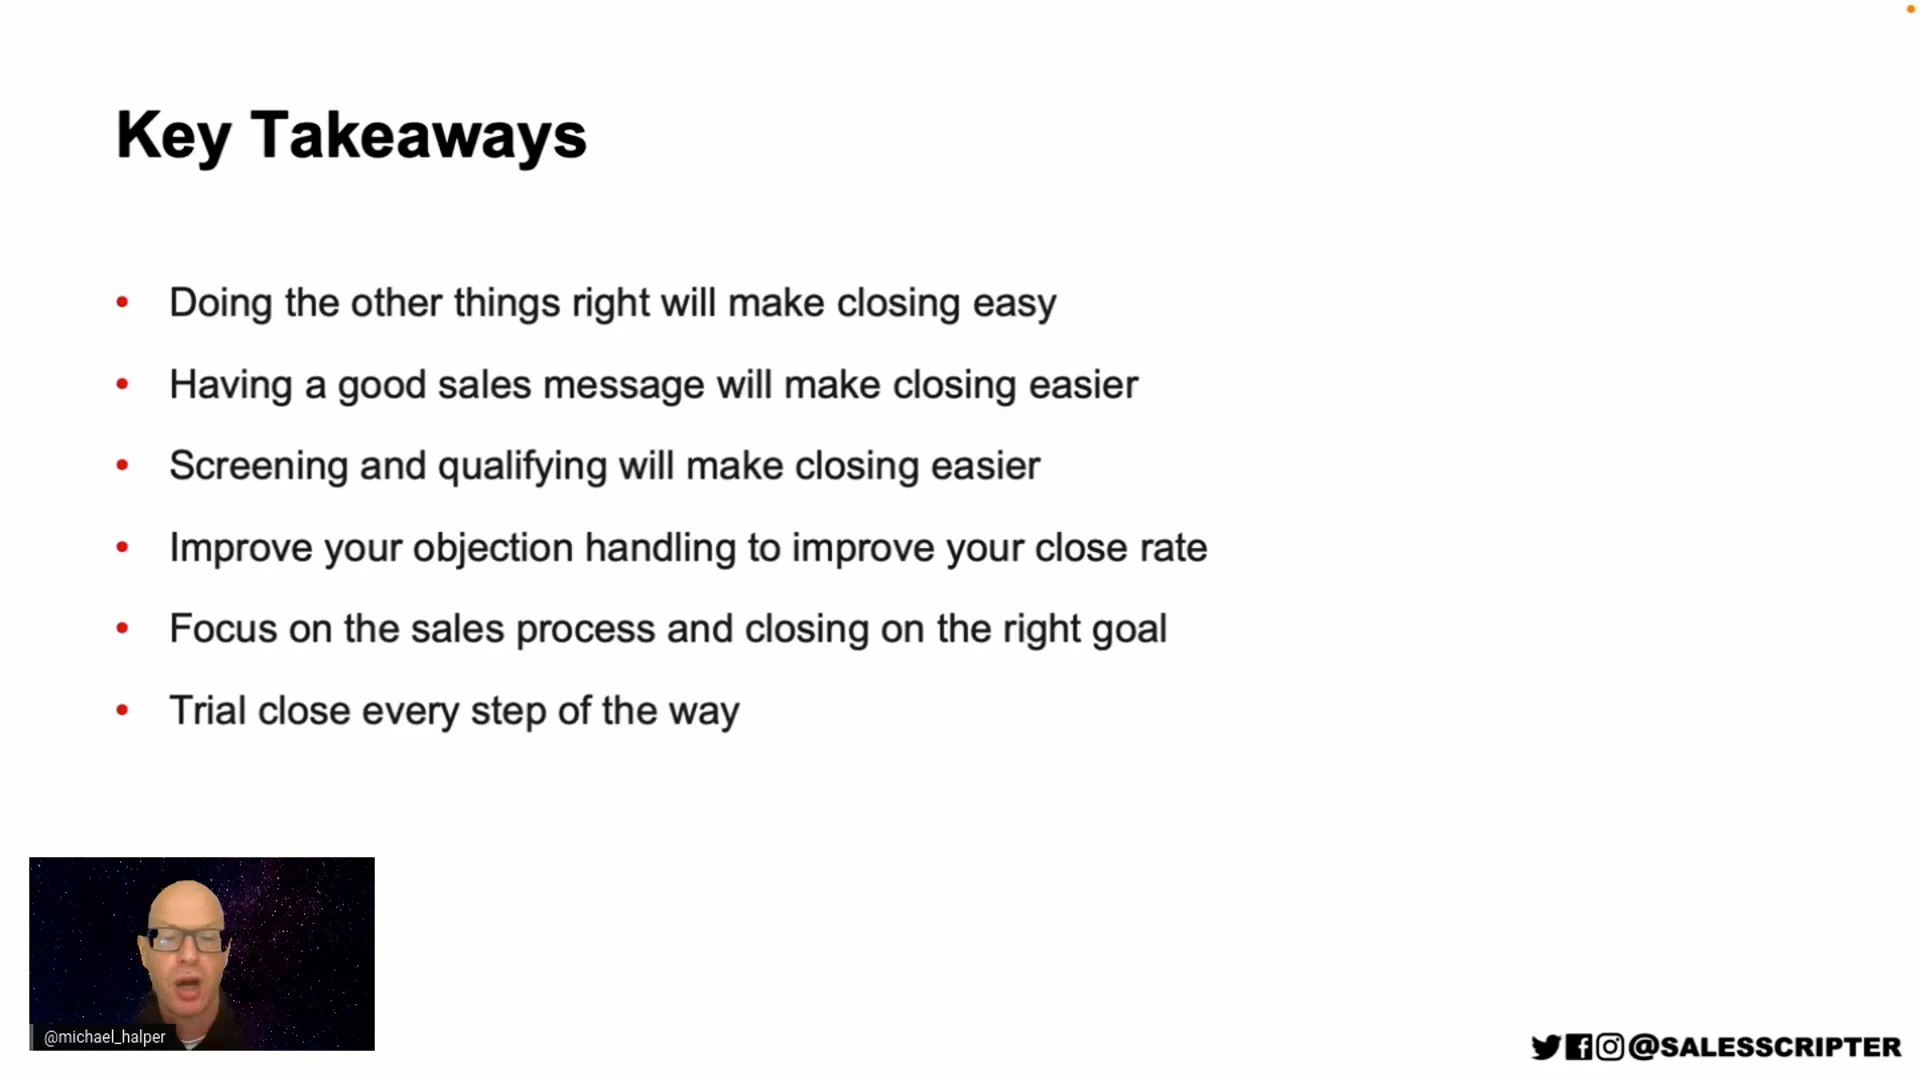 Key Takeaways
• Doing the other things right will make closing easy
• Having a good sales message will make closing easier
• Screening and qualifying will make closing easier
• Improve your objection handling to improve your close rate
• Focus on the sales process and closing on the right goal
• Trial close every step of the way
@michael_halper
@SALESSCRIPTER